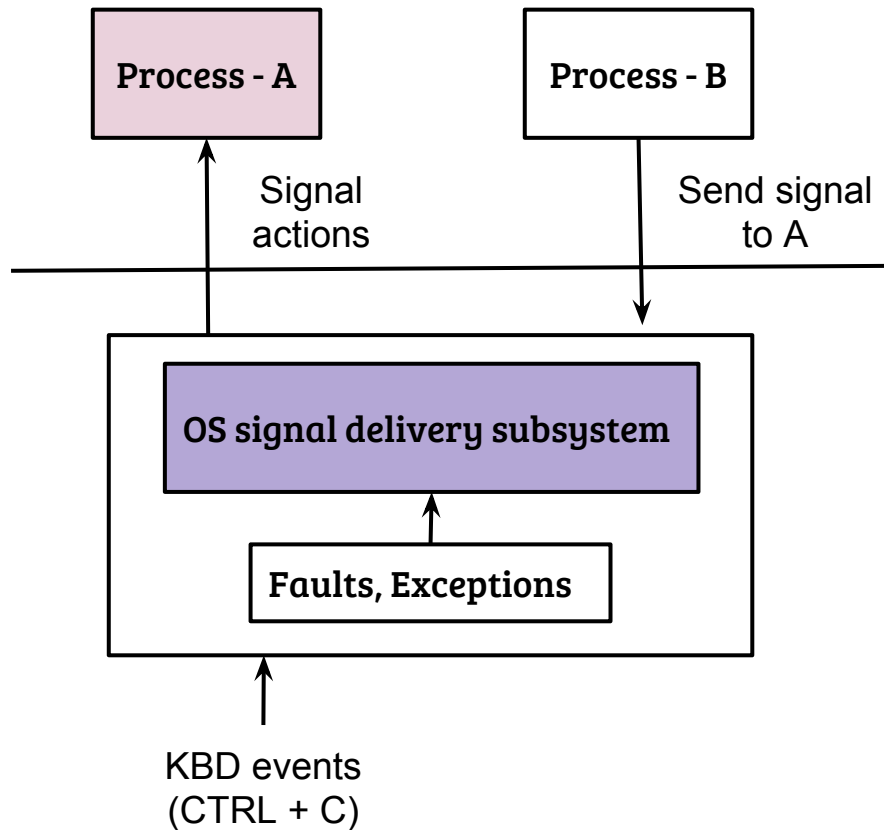 Process - A
Process - B
Signal
actions
Send signal
to A
OS signal delivery subsystem
Faults, Exceptions
KBD events
(CTRL + C)